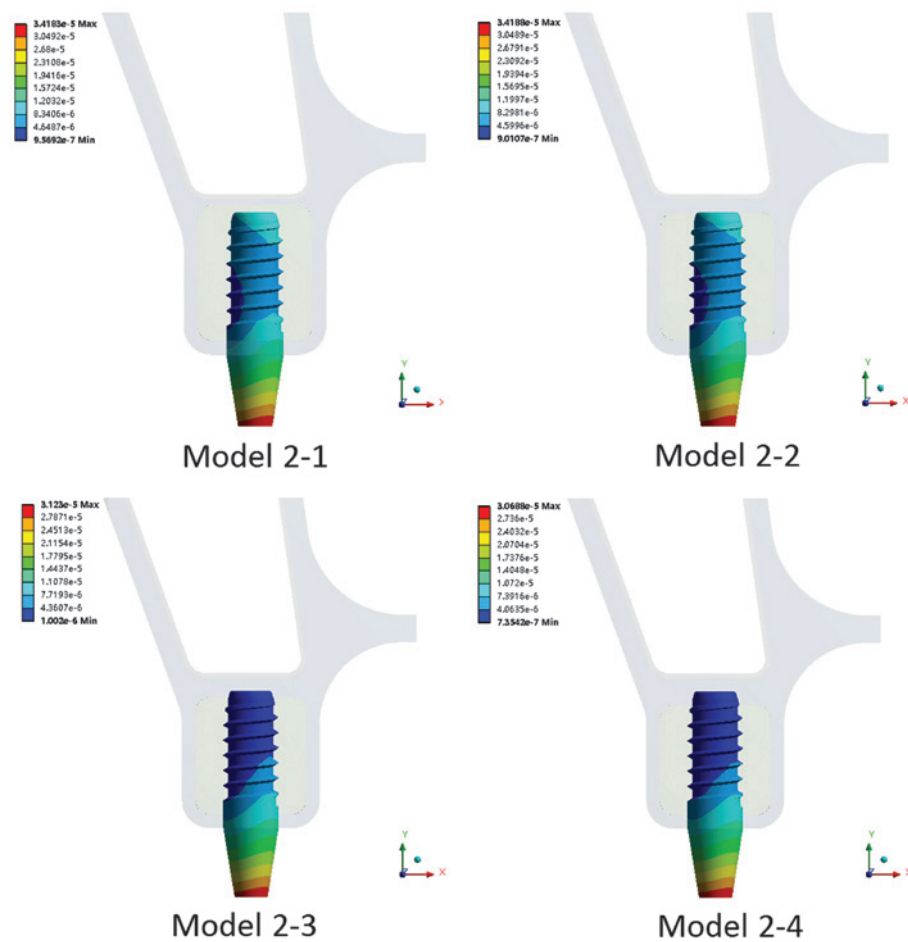 3.4183e-5 Max
3.0492e-5
2.68e-5
2.3108e-5
1.9416e-5
1.5724e-5
1.2032e-5
8.3406e-6
4.6487e-6
9.5692e-7 Min
Y
Z
X
Model 2-1
3.4188e-5 Max
3.0489e-5
2.6791e-5
2.3092e-5
1.9394e-5
1.5695e-5
1.1997e-5
8.2981e-6
4.5996e-6
9.0107e-7 Min
Y
Z
X
Model 2-2
3.123e-5 Max
2.7871e-5
2.4513e-5
2.1154e-5
1.7795e-5
1.4437e-5
1.1078e-5
7.7193e-6
4.3607e-6
1.002e-6 Min
Y
Z
X
Model 2-3
3.0688e-5 Max
2.736e-5
2.4032e-5
2.0704e-5
1.7376e-5
1.4048e-5
1.072e-5
7.3916e-6
4.0635e-6
7.3542e-7 Min
Y
Z
X
Model 2-4